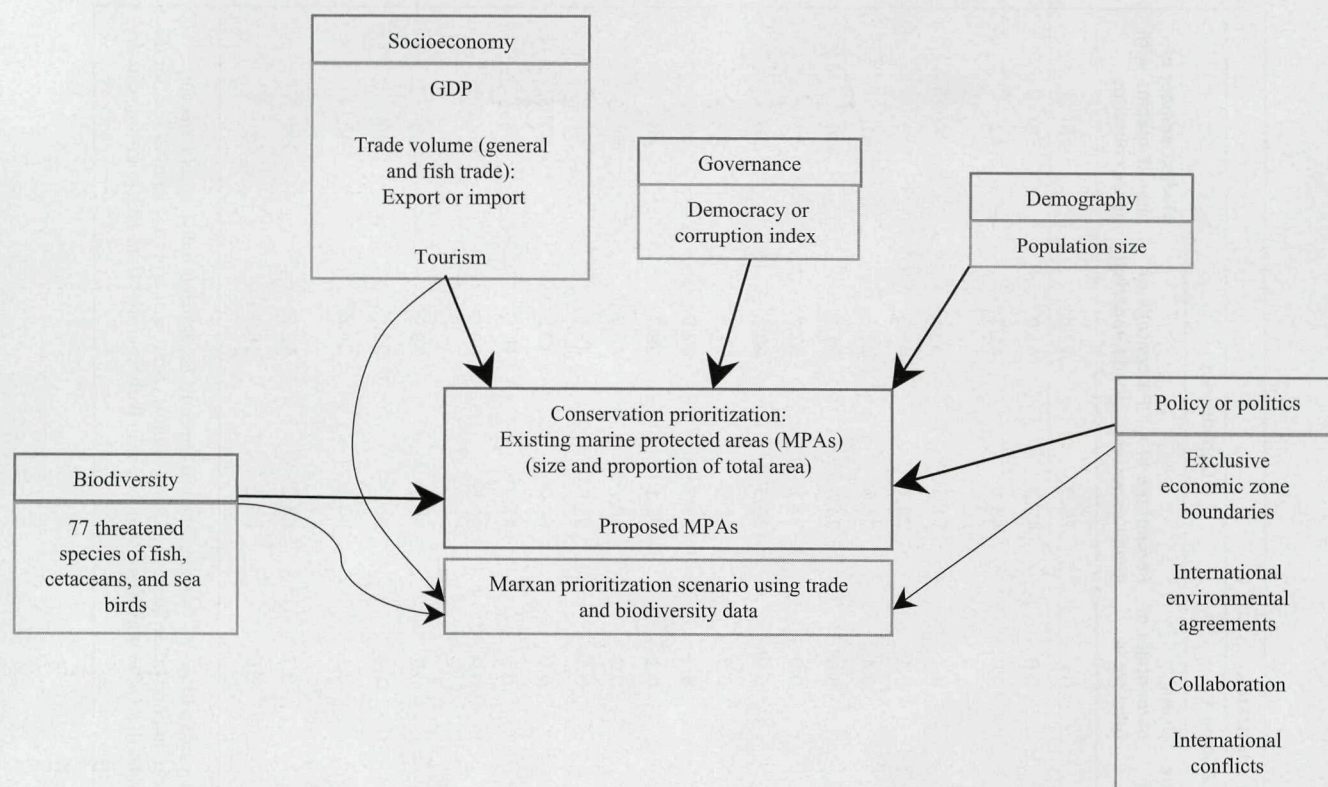 Socioeconomy
GDP
Trade volume (general
and fish trade):
Export or import
Tourism
Governance
Democracy or
corruption index
Demography
Population size
Conservation prioritization:
Existing marine protected areas (MPAs)
(size and proportion of total area)
Proposed MPAs
Marxan prioritization scenario using trade
and biodiversity data
Biodiversity
77 threatened
species of fish,
cetaceans, and sea
birds
Policy or politics
Exclusive
economic zone
boundaries
International
environmental
agreements
Collaboration
International
conflicts